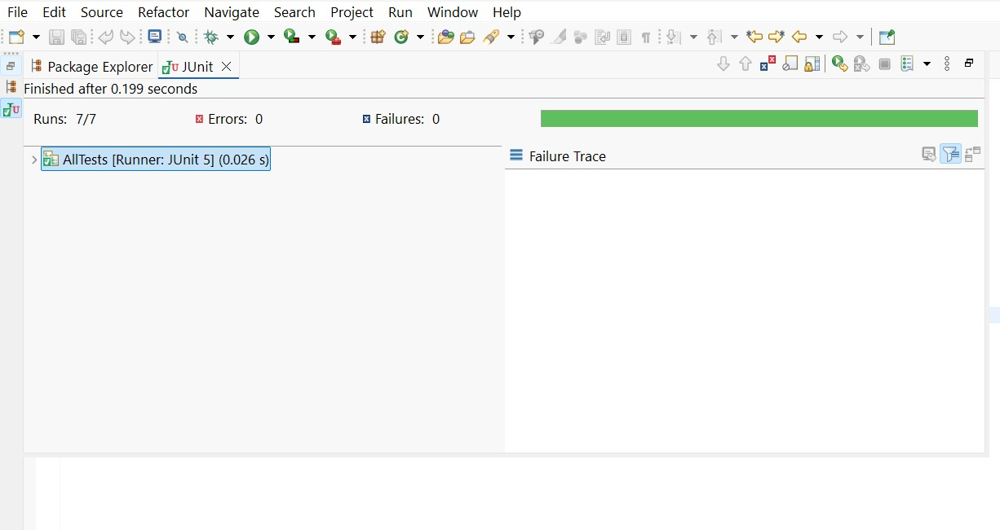 File Edit Source Refactor Navigate Search Project Run Window Help
Package Explorer JUnit
Finished after 0.199 seconds
Runs: 7/7 Errors: 0 Failures: 0
AllTests [Runner: JUnit 5] (0.026 s)
Failure Trace